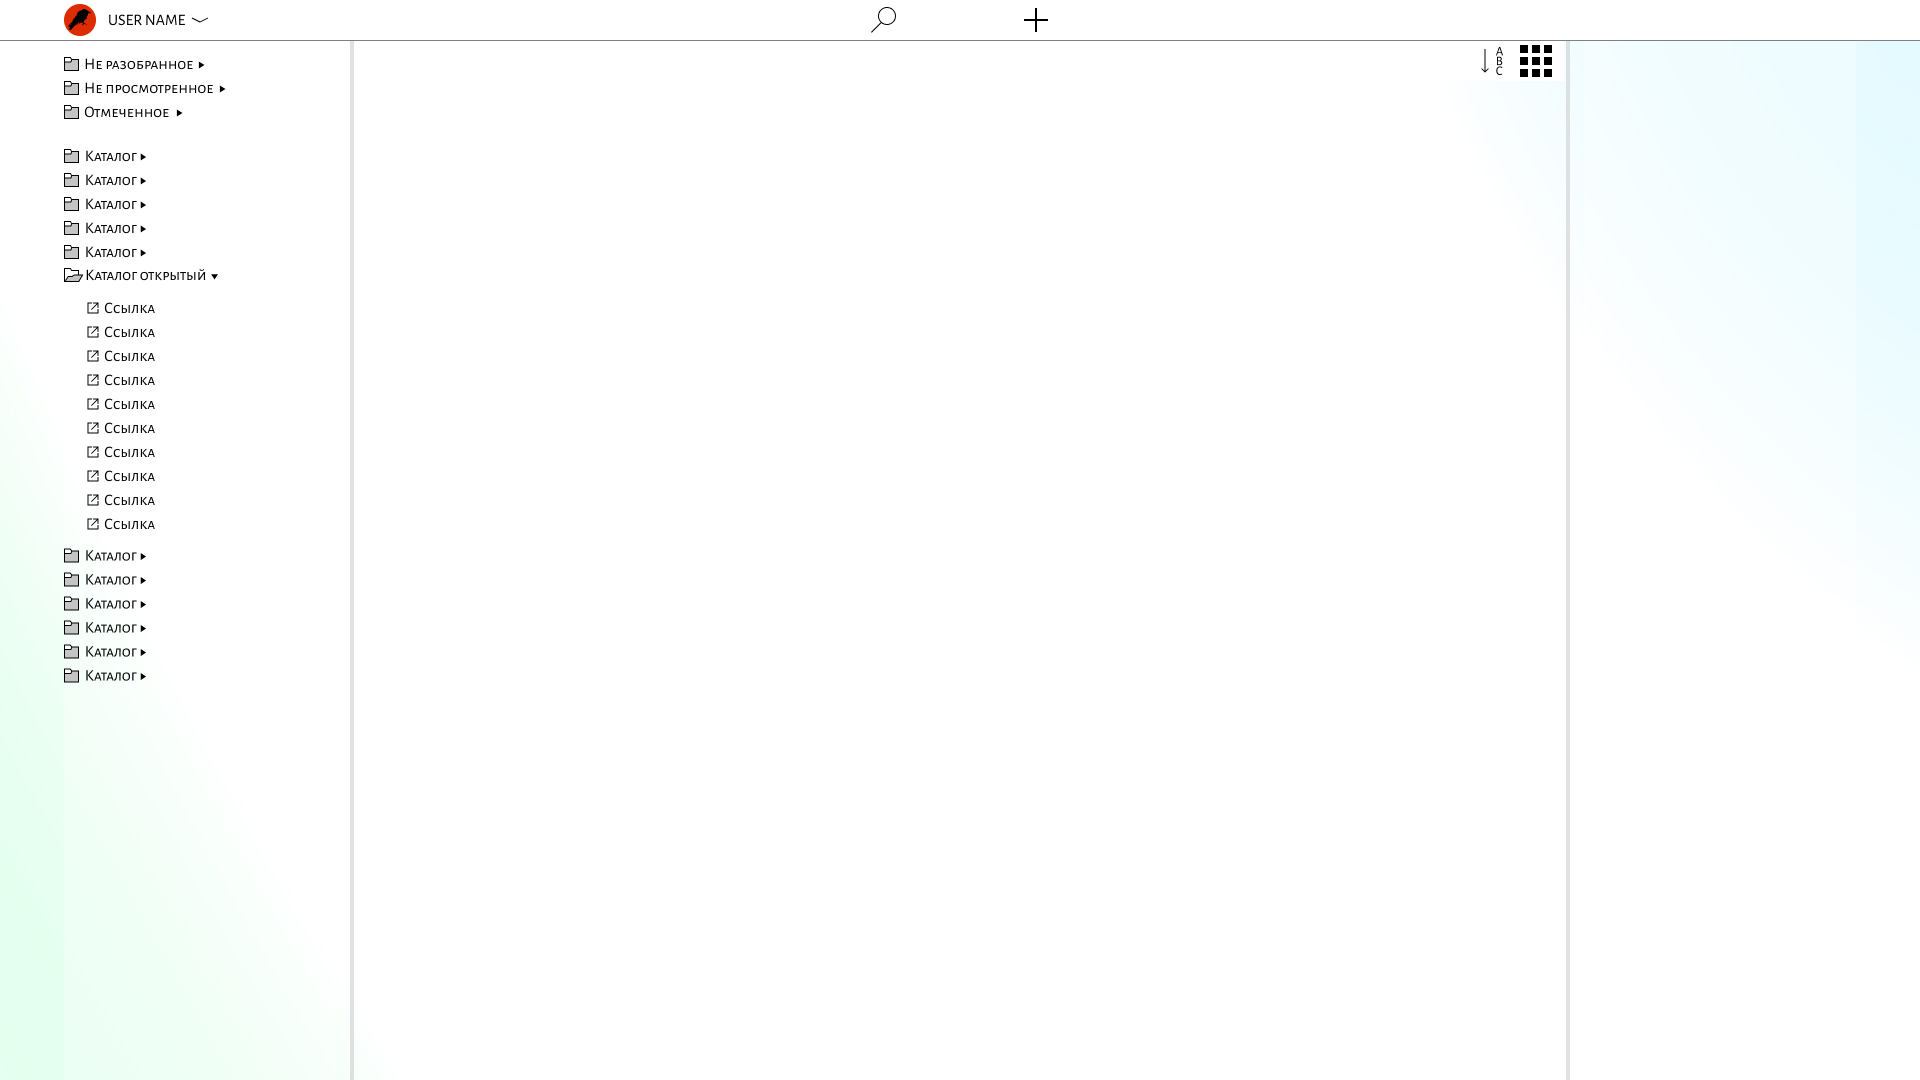 USER NAME
A
B
C
Не разобранное
Не просмотренное
Отмеченное
Каталог
Каталог
Каталог
Каталог
Каталог
Каталог открытый
Ссылка
Ссылка
Ссылка
Ссылка
Ссылка
Ссылка
Ссылка
Ссылка
Ссылка
Ссылка
Каталог
Каталог
Каталог
Каталог
Каталог
Каталог